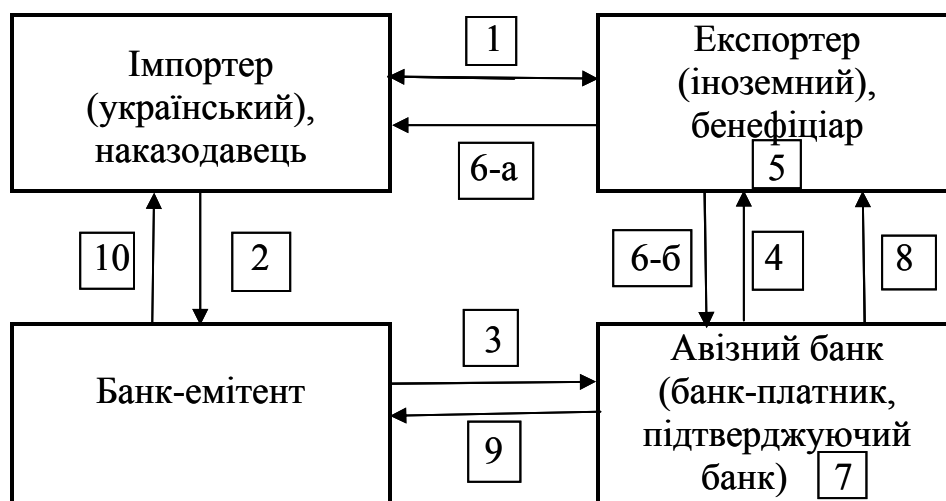 Імпортер
(український),
наказодавець
1
6-а
Експортер
(іноземний),
бенефіціар
5
10
2
6-б
4
8
Банк-емітент
3
9
Авізний банк
(банк-платник,
підтверджуючий
банк)
7